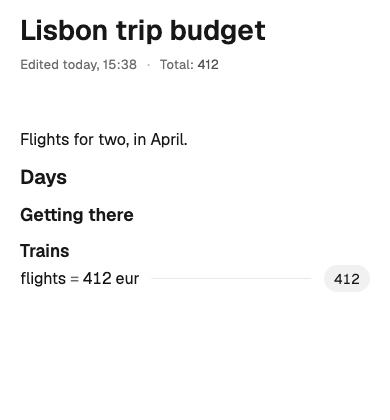 Lisbon trip budget
Edited today, 15:38 · Total: 412
Flights for two, in April.
Days
Getting there
Trains
flights = 412 eur 412